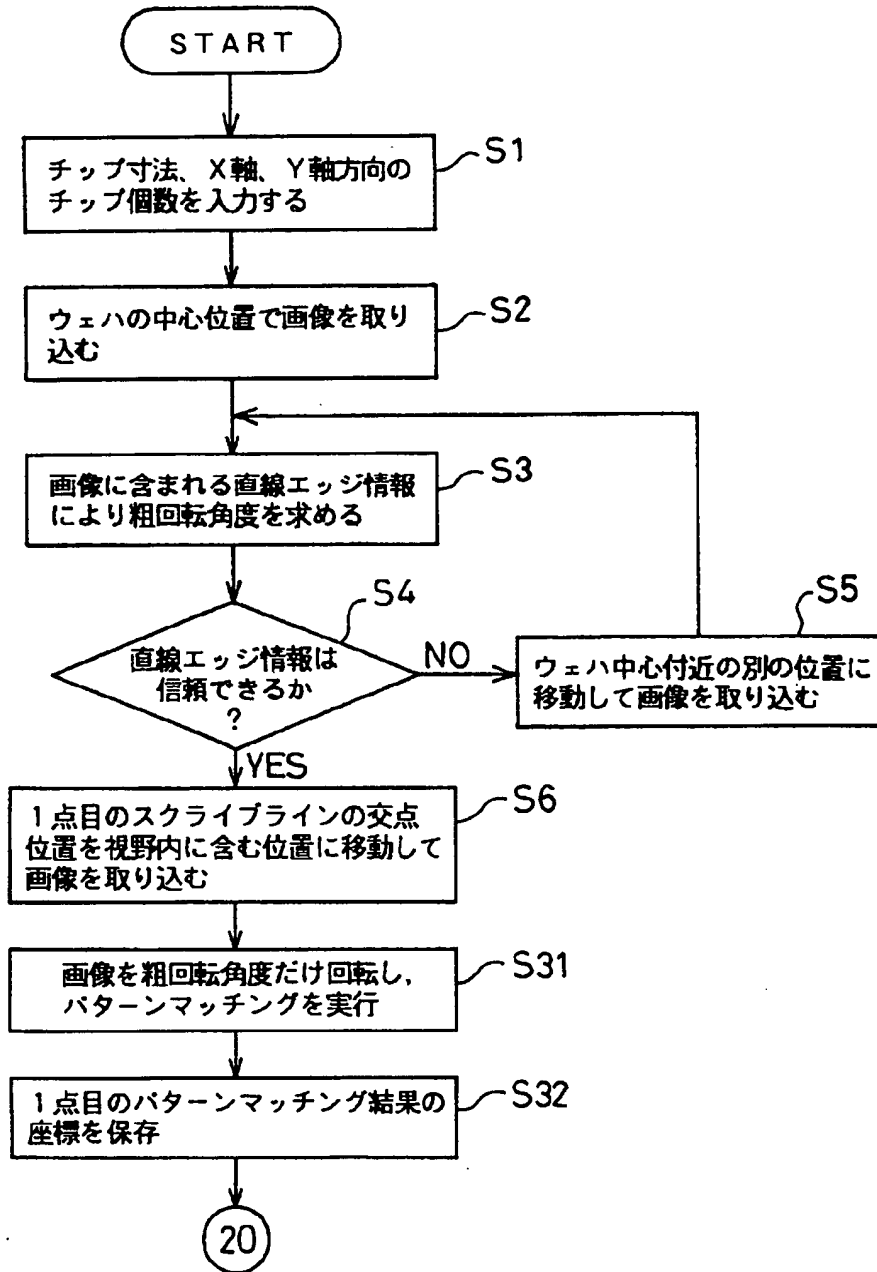 START
チップ寸法、X軸、Y軸方向の
チップ個数を入力する
S1
ウェハの中心位置で画像を取り
込む
S2
画像に含まれる直線エッジ情報
により粗回転角度を求める
S3
直線エッジ情報は
信頼できるか
?
S4
NO
ウェハ中心付近の別の位置に
移動して画像を取り込む
S5
YES
1点目のスクライブラインの交点
位置を視野内に含む位置に移動して
画像を取り込む
S6
画像を粗回転角度だけ回転し,
パターンマッチングを実行
S31
1点目のパターンマッチング結果の
座標を保存
S32
20